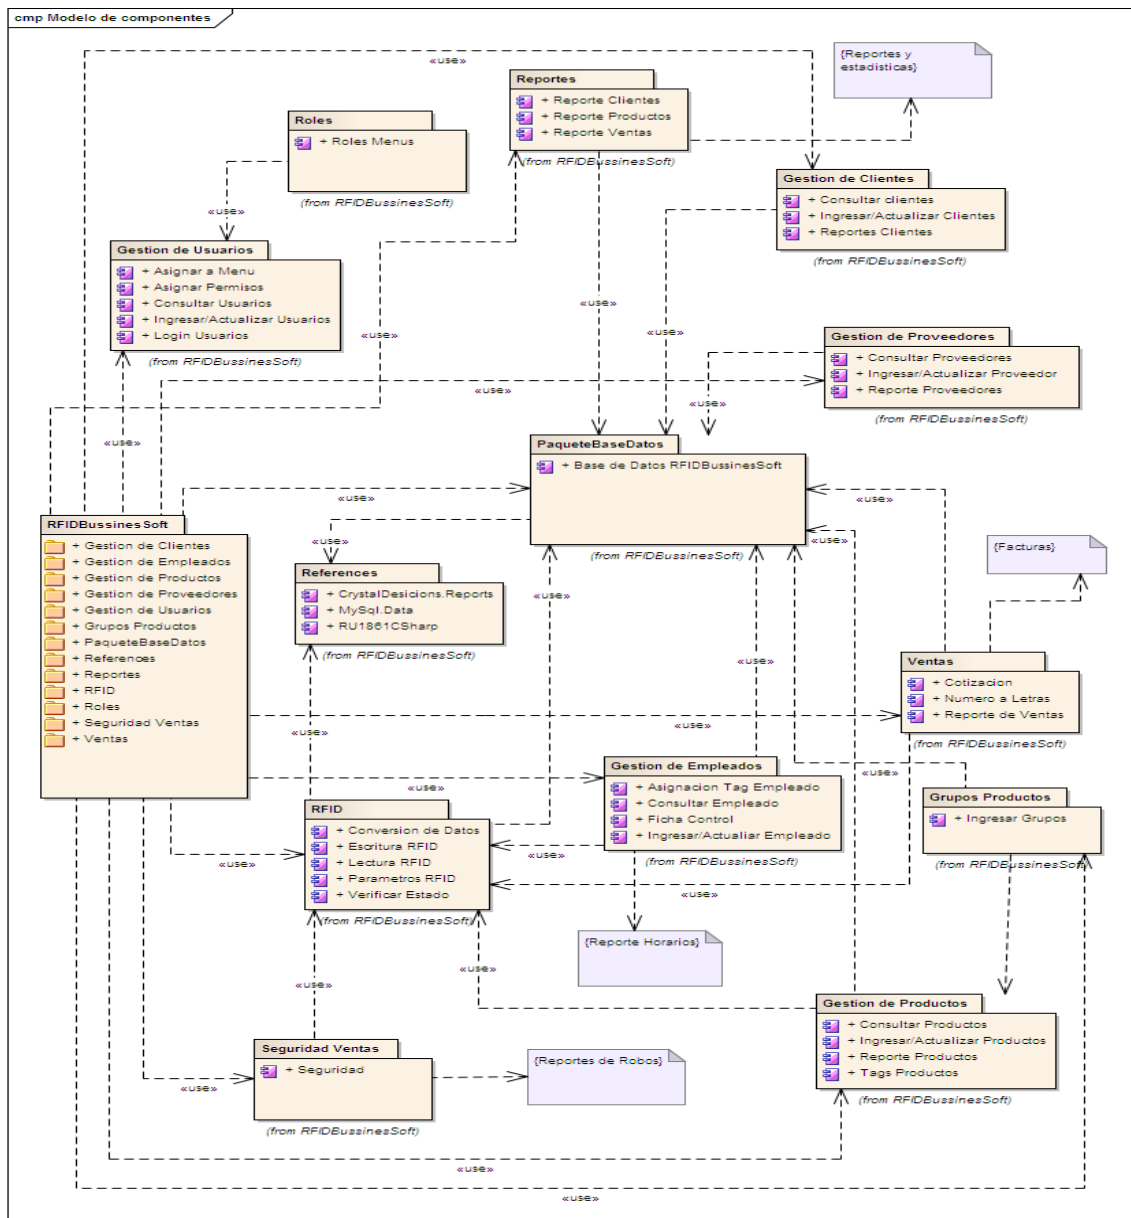 cmp Modelo de componentes
«use»
{Reportes y
estadisticas}
Reportes
+ Reporte Clientes
+ Reporte Productos
+ Reporte Ventas
(from RFIDBussinesSoft)
Roles
+ Roles Menus
(from RFIDBussinesSoft)
Gestion de Clientes
+ Consultar clientes
+ Ingresar/Actualizar Clientes
+ Reportes Clientes
(from RFIDBussinesSoft)
«use»
Gestion de Usuarios
+ Asignar a Menu
+ Asignar Permisos
+ Consultar Usuarios
+ Ingresar/Actualizar Usuarios
+ Login Usuarios
(from RFIDBussinesSoft)
«use»
«use»
«use»
Gestion de Proveedores
+ Consultar Proveedores
+ Ingresar/Actualizar Proveedor
+ Reporte Proveedores
(from RFIDBussinesSoft)
«use»
«use»
«use»
PaqueteBaseDatos
+ Base de Datos RFIDBussinesSoft
(from RFIDBussinesSoft)
«use»
«use»
«use»
«use»
RFIDBussinesSoft
+ Gestion de Clientes
+ Gestion de Empleados
+ Gestion de Productos
+ Gestion de Proveedores
+ Gestion de Usuarios
+ Grupos Productos
+ PaqueteBaseDatos
+ References
+ Reportes
+ RFID
+ Roles
+ Seguridad Ventas
+ Ventas
References
+ CrystalDesicions.Reports
+ MySql.Data
+ RU1861CSharp
(from RFIDBussinesSoft)
{Facturas}
«use»
«use»
Ventas
+ Cotizacion
+ Numero a Letras
+ Reporte de Ventas
(from RFIDBussinesSoft)
«use»
«use»
«use»
«use»
Gestion de Empleados
+ Asignacion Tag Empleado
+ Consultar Empleado
+ Ficha Control
+ Ingresar/Actualiar Empleado
(from RFIDBussinesSoft)
Grupos Productos
+ Ingresar Grupos
(from RFIDBussinesSoft)
RFID
+ Conversion de Datos
+ Escritura RFID
+ Lectura RFID
+ Parametros RFID
+ Verificar Estado
(from RFIDBussinesSoft)
«use»
«use»
«use»
{Reporte Horarios}
«use»
«use»
Gestion de Productos
+ Consultar Productos
+ Ingresar/Actualizar Productos
+ Reporte Productos
+ Tags Productos
(from RFIDBussinesSoft)
Seguridad Ventas
+ Seguridad
(from RFIDBussinesSoft)
{Reportes de Robos}
«use»
«use»
«use»